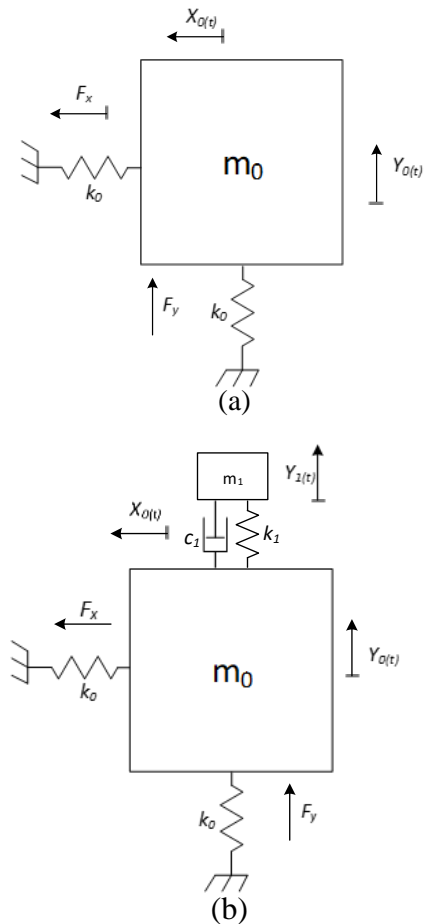 X0(t)
Fx
m0
k0
Y0(t)
Fy
k0
(a)
m1
Y1(t)
X0(t)
c1
k1
Fx
m0
Y0(t)
k0
k0
Fy
(b)